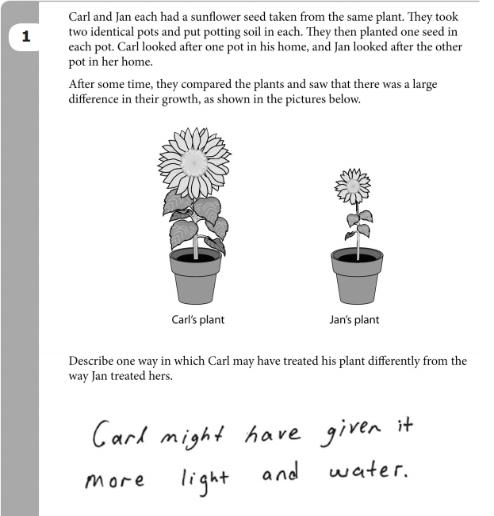 1
Carl and Jan each had a sunflower seed taken from the same plant. They took
two identical pots and put potting soil in each. They then planted one seed in
each pot. Carl looked after one pot in his home, and Jan looked after the other
pot in her home.
After some time, they compared the plants and saw that there was a large
difference in their growth, as shown in the pictures below.
Carl's plant
Jan's plant
Describe one way in which Carl may have treated his plant differently from the
way Jan treated hers.
Carl might have given it
more light and water.